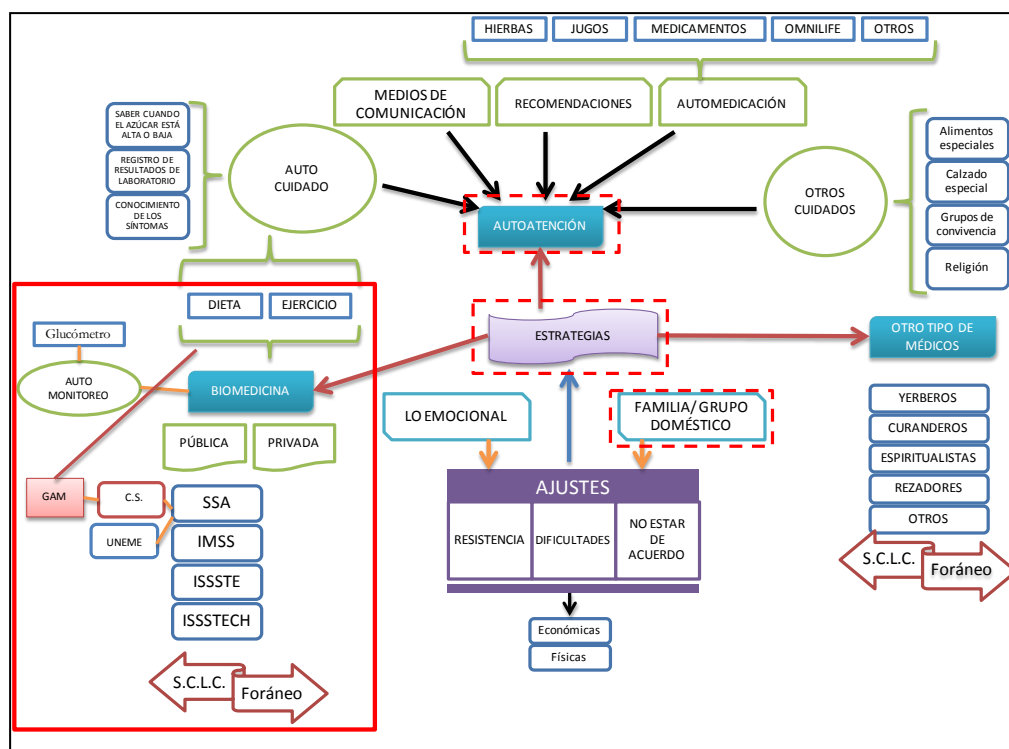 HIERBAS
JUGOS
MEDICAMENTOS
OMNILIFE
OTROS
MEDIOS DE
COMUNICACIÓN
RECOMENDACIONES
AUTOMEDICACIÓN
SABER CUANDO
EL AZÚCAR ESTÁ
ALTA O BAJA
REGISTRO DE
RESULTADOS DE
LABORATORIO
CONOCIMIENTO
DE LOS
SÍNTOMAS
AUTO
CUIDADO
AUTOATENCIÓN
OTROS
CUIDADOS
Alimentos
especiales
Calzado
especial
Grupos de
convivencia
Religión
DIETA
EJERCICIO
Glucómetro
AUTO
MONITOREO
BIOMEDICINA
ESTRATEGIAS
OTRO TIPO DE
MÉDICOS
PÚBLICA
PRIVADA
GAM
C.S.
UNEME
SSA
IMSS
ISSSTE
ISSSTECH
S.C.L.C.
Foráneo
LO EMOCIONAL
FAMILIA/ GRUPO
DOMÉSTICO
AJUSTES
RESISTENCIA
DIFICULTADES
NO ESTAR
DE
ACUERDO
Económicas
Físicas
YERBEROS
CURANDEROS
ESPIRITUALISTAS
REZADORES
OTROS
S.C.L.C.
Foráneo